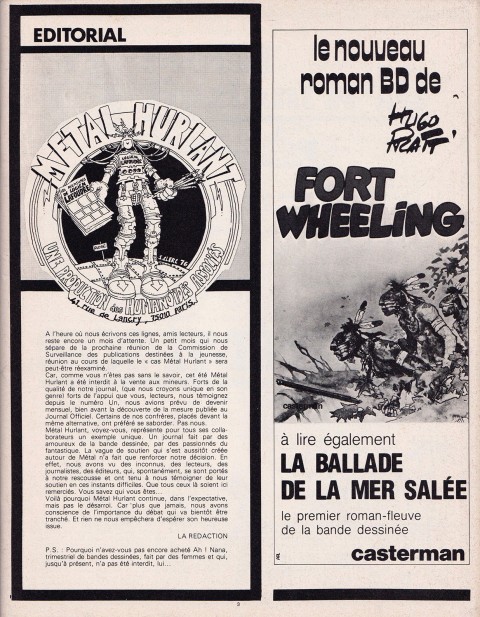 EDITORIAL
MÉTAL HURLANT
UNE PRODUCTION des HUMANOÏDES ASSOCIÉS
S. CLERC 76
41 rue de Lancry, 75010 Paris.
A l'heure où nous écrivons ces lignes, amis lecteurs, il nous
reste encore un mois d'attente. Un petit mois qui nous
sépare de la prochaine réunion de la Commission de
Surveillance des publications destinées à la jeunesse,
réunion au cours de laquelle le « cas Métal Hurlant » sera
peut-être réexaminé.
Car, comme vous n'êtes pas sans le savoir, cet été Métal
Hurlant a été interdit à la vente aux mineurs. Forts de la
qualité de notre journal, (que nous croyons unique en son
genre) forts de l'appui que vous, lecteurs, nous témoignez
depuis le numéro Un, nous avions prévu de devenir
mensuel, bien avant la découverte de la mesure publiée au
Journal Officiel. Certains de nos confrères, placés devant la
même alternative, ont préféré se saborder. Pas nous.
Métal Hurlant, voyez-vous, représente pour tous ses colla-
borateurs un exemple unique. Un journal fait par des
amoureux de la bande dessinée, par des passionnés du
fantastique. La vague de soutien qui s'est aussitôt créée
autour de Métal n'a fait que renforcer notre décision. En
effet, nous avons vu des inconnus, des lecteurs, des
journalistes, des éditeurs, qui, spontanément, se sont portés
à notre rescousse et ont tenu à nous témoigner de leur
soutien en ces instants difficiles. Que tous ceux là soient ici
remerciés. Vous savez qui vous êtes...
Voilà pourquoi Métal Hurlant continue, dans l'expectative,
mais pas le désarroi. Car 'plus que jamais, nous avons
conscience de l'importance du débat qui va bientôt être
tranché. Et rien ne nous empêchera d'espérer son heureuse
issue.
LA REDACTION
P.S. : Pourquoi n'avez-vous pas encore acheté Ah ! Nana,
trimestriel de bandes dessinées, fait par des femmes et qui,
jusqu'à présent, n'a pas été interdit, lui...
3
le nouveau
roman BD de
HUGO
PRATT
FORT
WHEELING
casterman
à lire également
LA BALLADE
DE LA MER SALÉE
le premier roman-fleuve
de la bande dessinée
casterman